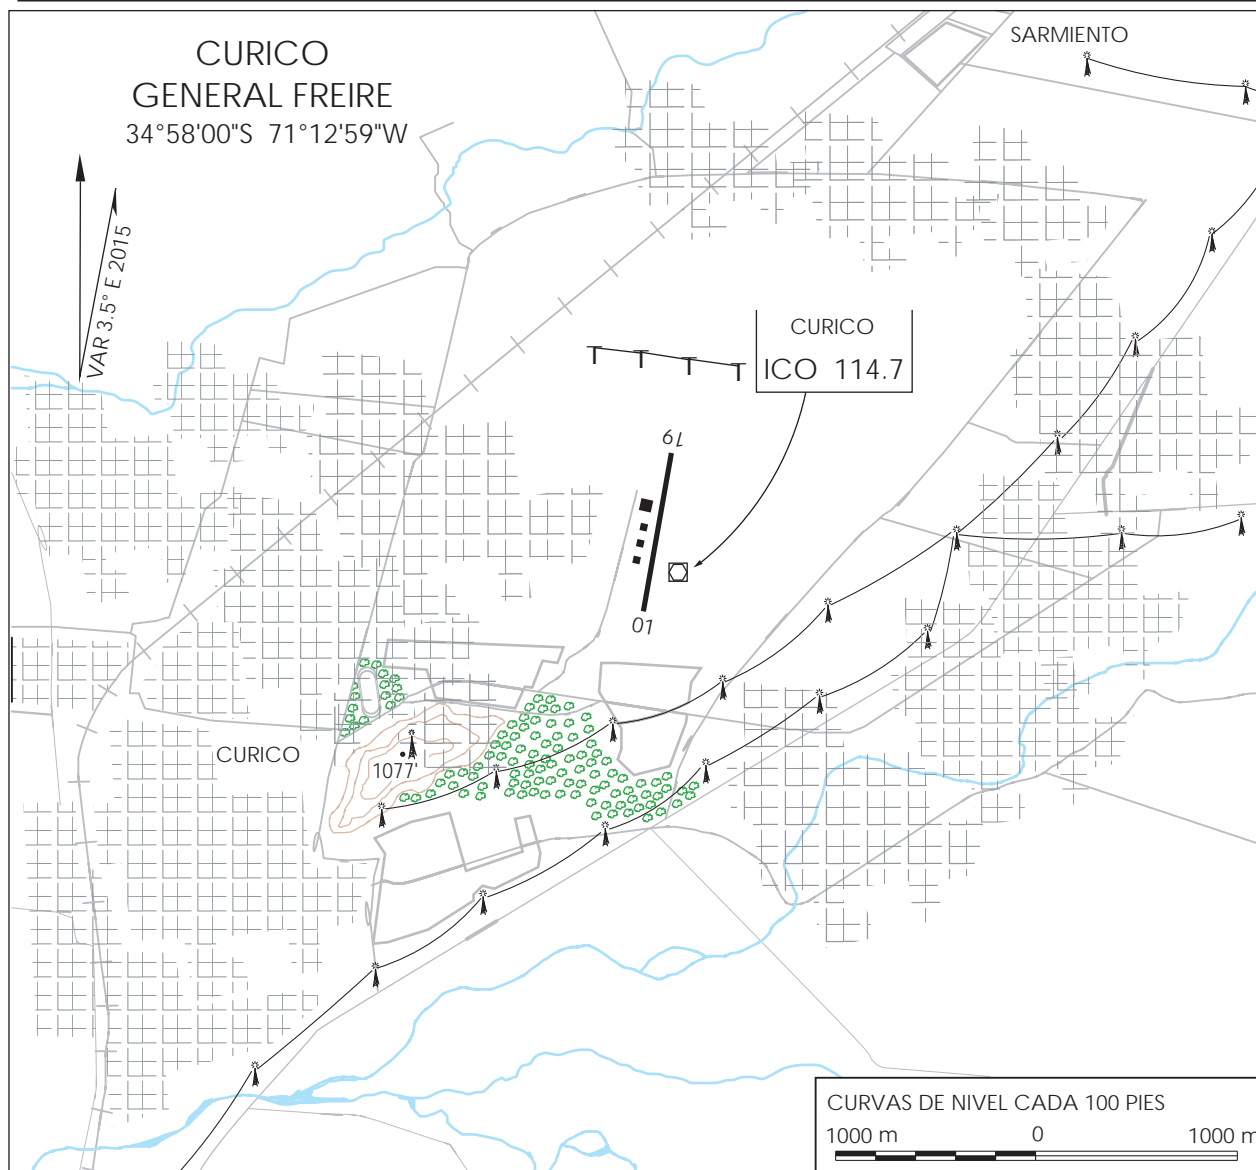 CURICO
GENERAL FREIRE
34°58'00"S 71°12'59"W
SARMIENTO
VAR 3.5° E 2015
CURICO
ICO 114.7
T T T T
19
01
CURICO
1077'
CURVAS DE NIVEL CADA 100 PIES
1000 m 0 1000 m